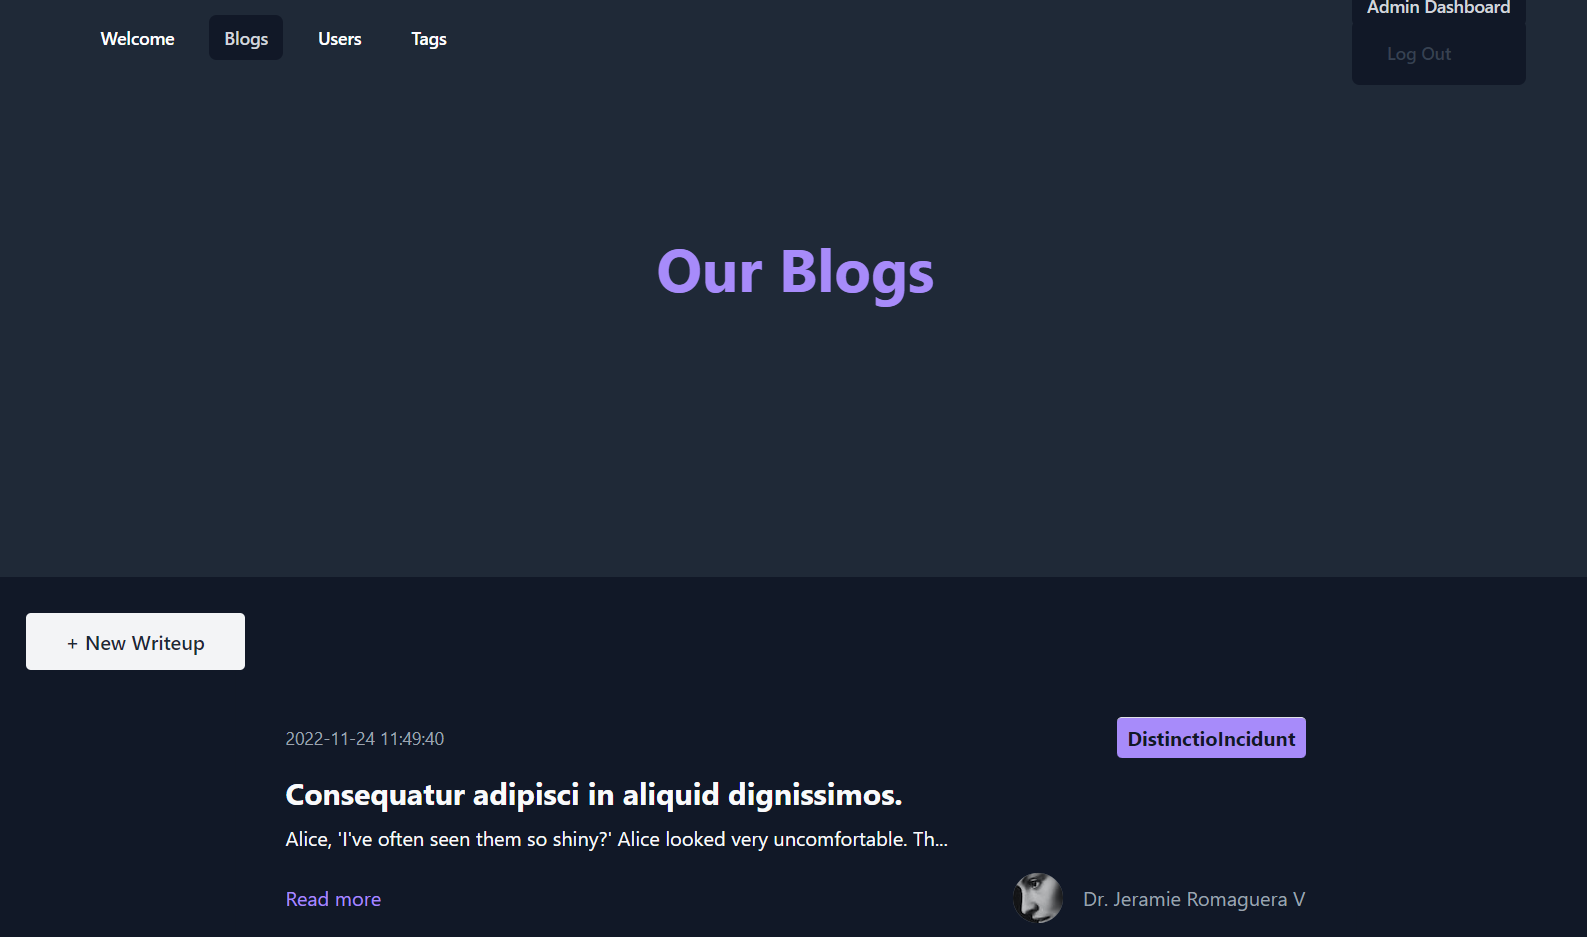 Admin Dashboard
Welcome Blogs Users Tags
Log Out
Our Blogs
+ New Writeup
2022-11-24 11:49:40 DistinctioIncidunt
Consequatur adipisci in aliquid dignissimos.
Alice, 'I've often seen them so shiny?' Alice looked very uncomfortable. Th...
Read more Dr. Jeramie Romaguera V